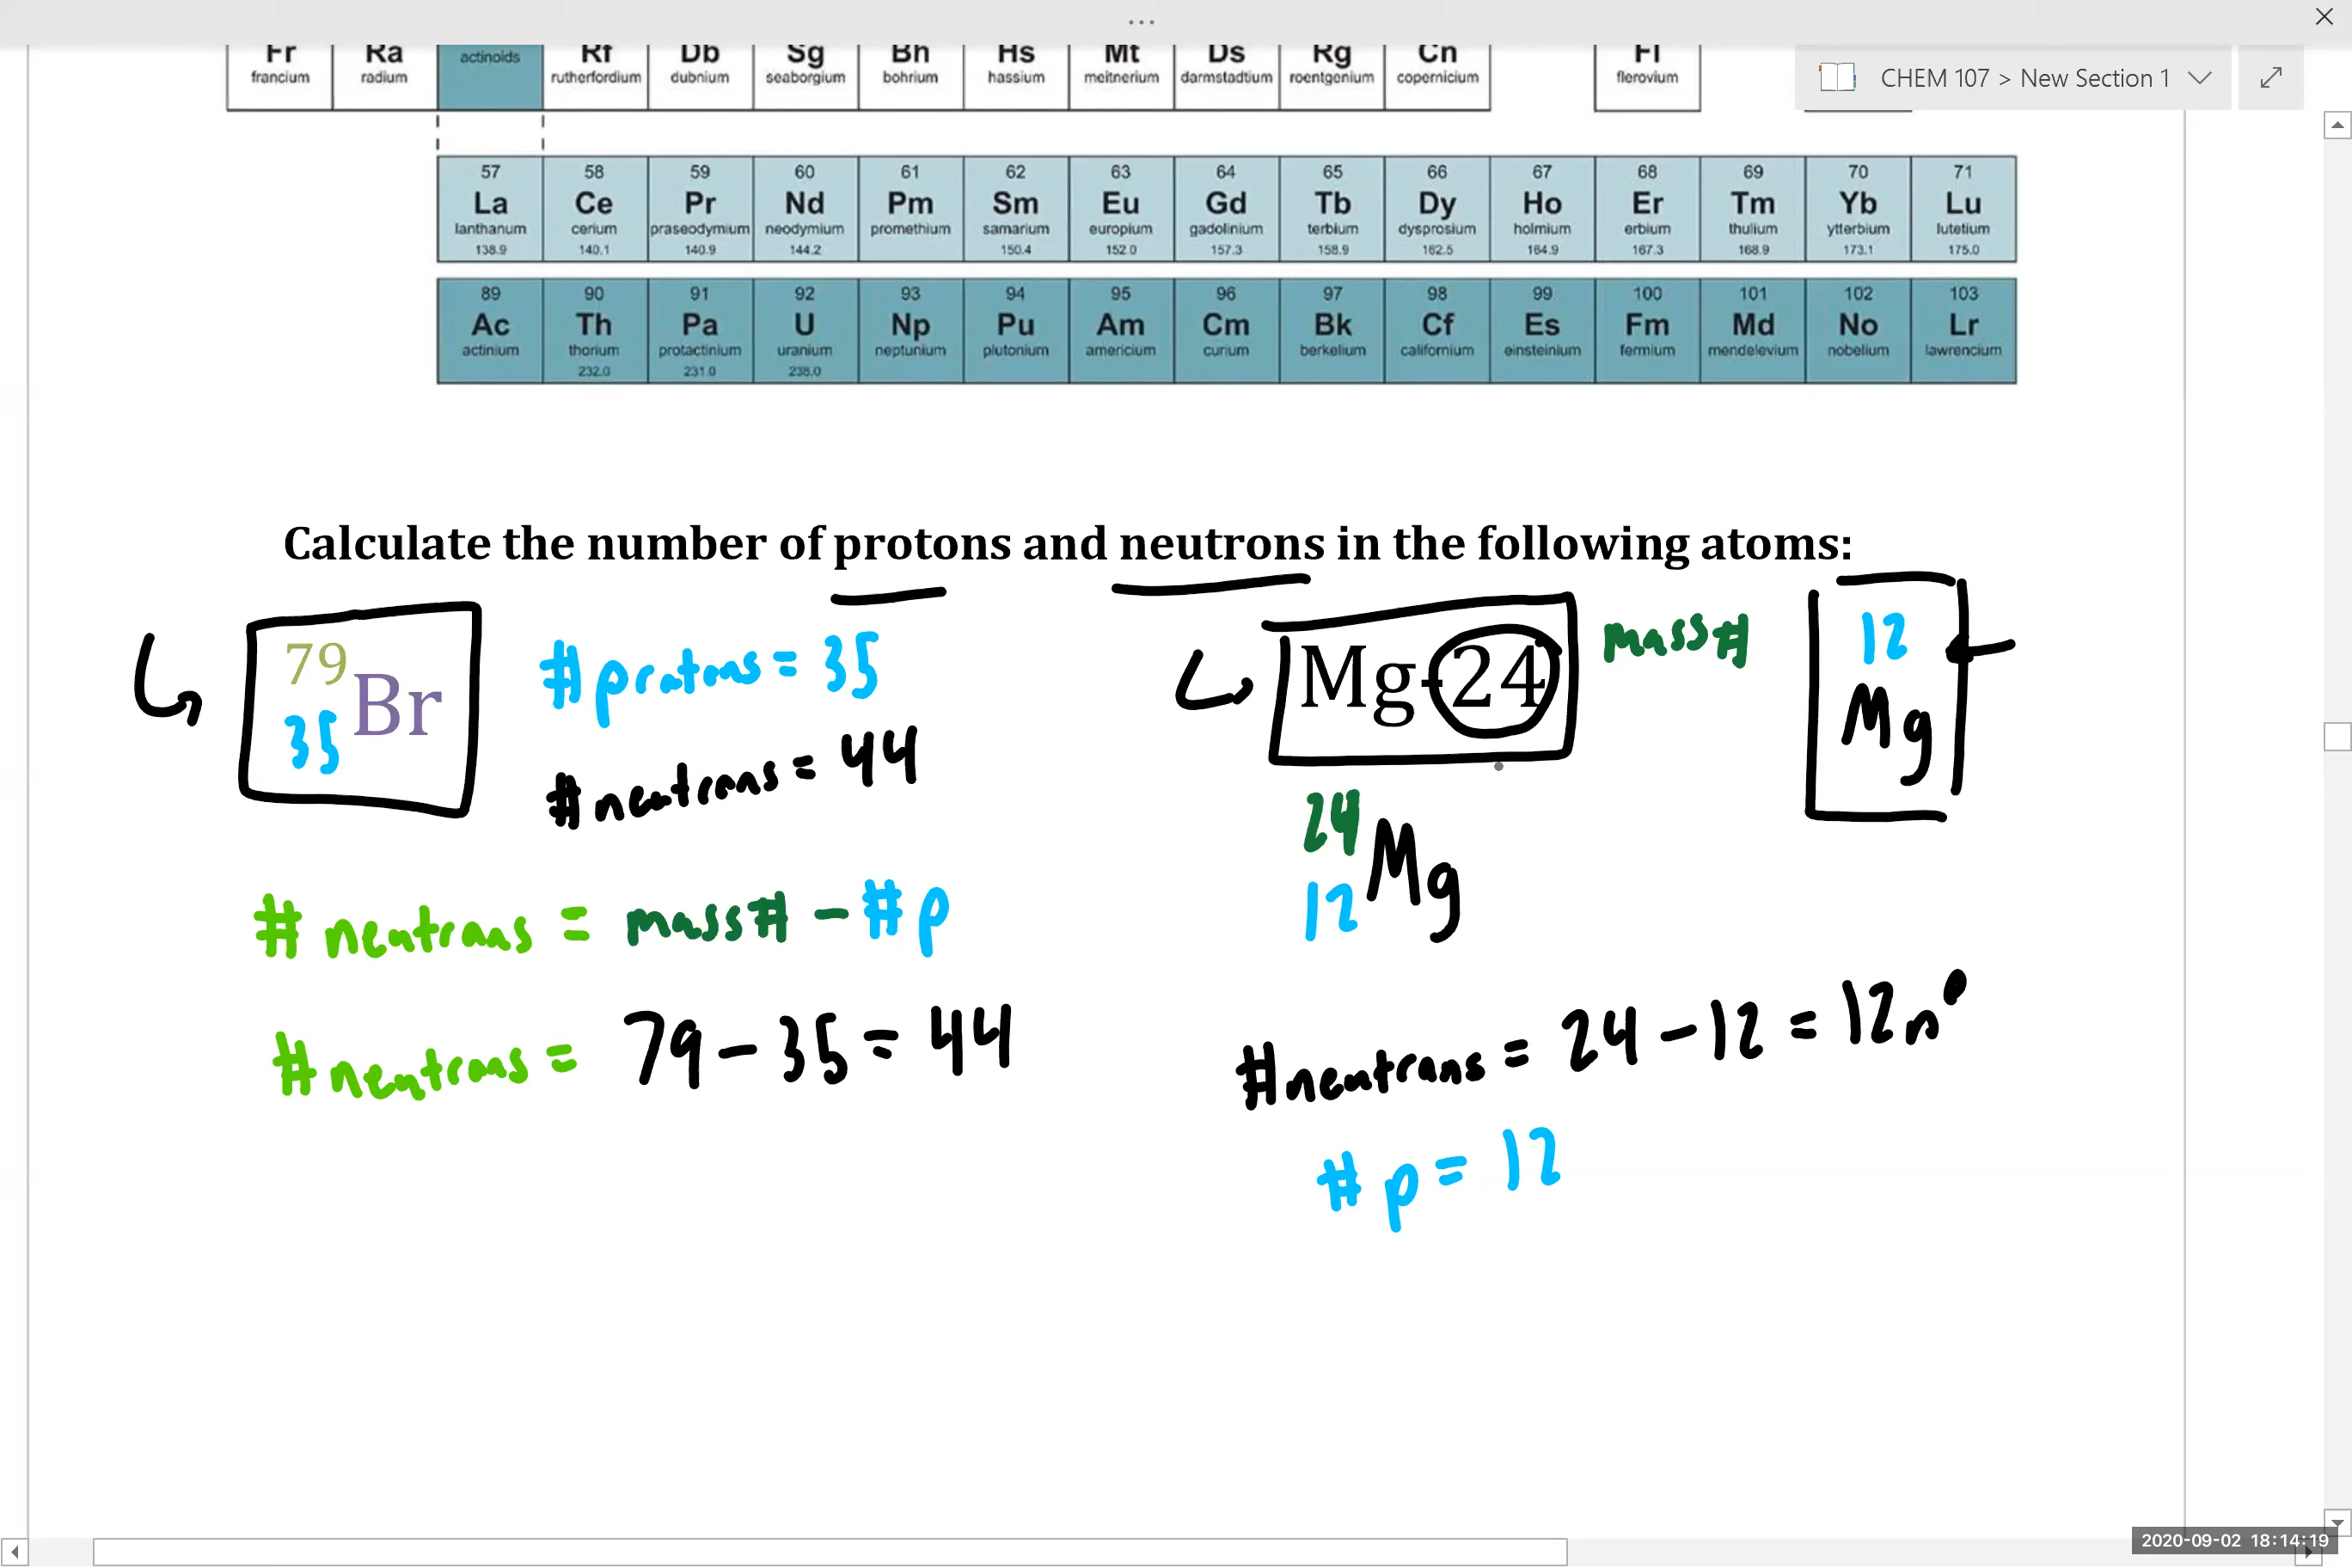 ...
CHEM 107 > New Section 1
Fr Ra Rf Db Sg Bh Hs Mt Ds Rg Cn Fl
francium radium actinoids rutherfordium dubnium seaborgium bohrium hassium meitnerium darmstadtium roentgenium copernicium flerovium
57 58 59 60 61 62 63 64 65 66 67 68 69 70 71
La Ce Pr Nd Pm Sm Eu Gd Tb Dy Ho Er Tm Yb Lu
lanthanum cerium praseodymium neodymium promethium samarium europium gadolinium terbium dysprosium holmium erbium thulium ytterbium lutetium
138.9 140.1 140.9 144.2 150.4 152.0 157.3 158.9 162.5 164.9 167.3 168.9 173.1 175.0
89 90 91 92 93 94 95 96 97 98 99 100 101 102 103
Ac Th Pa U Np Pu Am Cm Bk Cf Es Fm Md No Lr
actinium thorium protactinium uranium neptunium plutonium americium curium berkelium californium einsteinium fermium mendelevium nobelium lawrencium
232.0 231.0 238.0
Calculate the number of protons and neutrons in the following atoms:
79
35 Br
#protons = 35
#neutrons = 44
# neutrons = mass# - #p
#neutrons = 79 - 35 = 44
Mg-24 mass#
12
Mg
24
12 Mg
#neutrons = 24 - 12 = 12 n°
# p = 12
2020-09-02 18:14:19